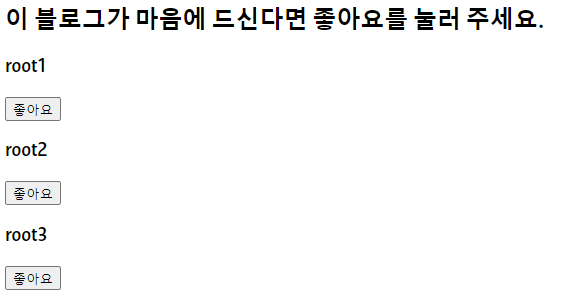 이 블로그가 마음에 드신다면 좋아요를 눌러 주세요.
root1
좋아요
root2
좋아요
root3
좋아요